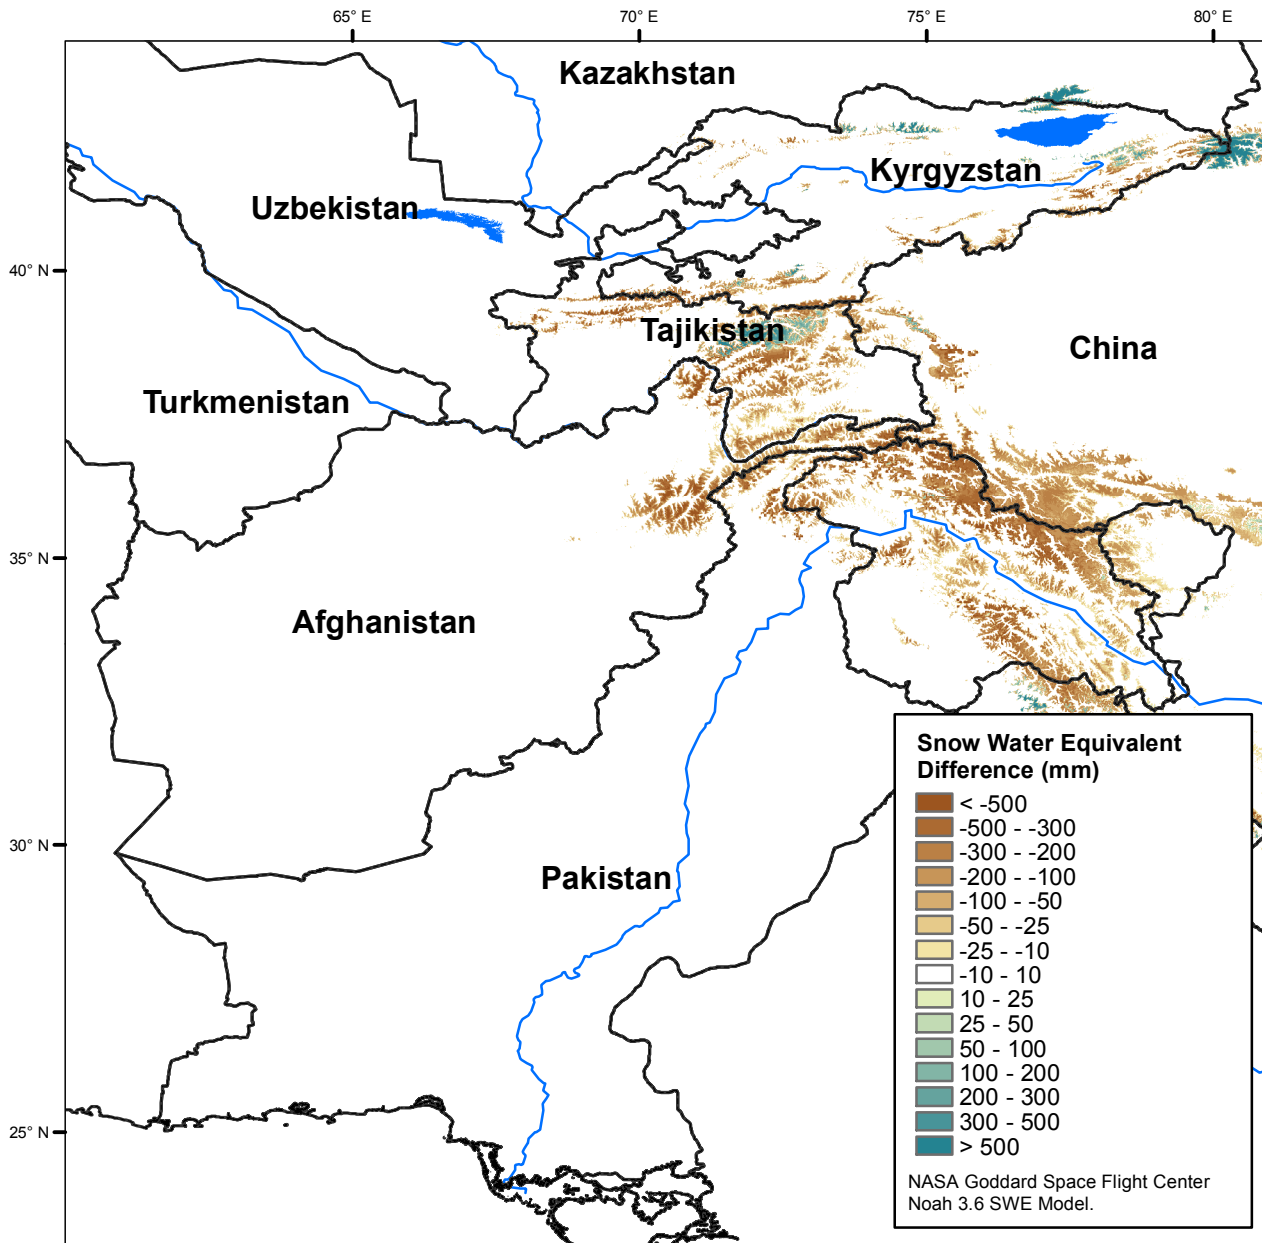 65° E
70° E
75° E
80° E
Kazakhstan
Kyrgyzstan
Uzbekistan
40° N
Tajikistan
China
Turkmenistan
35° N
Afghanistan
30° N
Pakistan
25° N
Snow Water Equivalent
Difference (mm)
< -500
-500 - -300
-300 - -200
-200 - -100
-100 - -50
-50 - -25
-25 - -10
-10 - 10
10 - 25
25 - 50
50 - 100
100 - 200
200 - 300
300 - 500
> 500
NASA Goddard Space Flight Center
Noah 3.6 SWE Model.